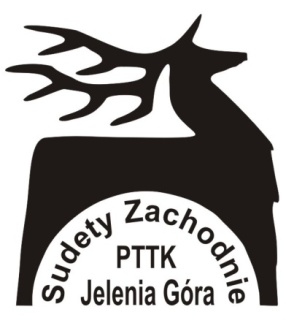 Sudety Zachodnie
PTTK
Jelenia Góra